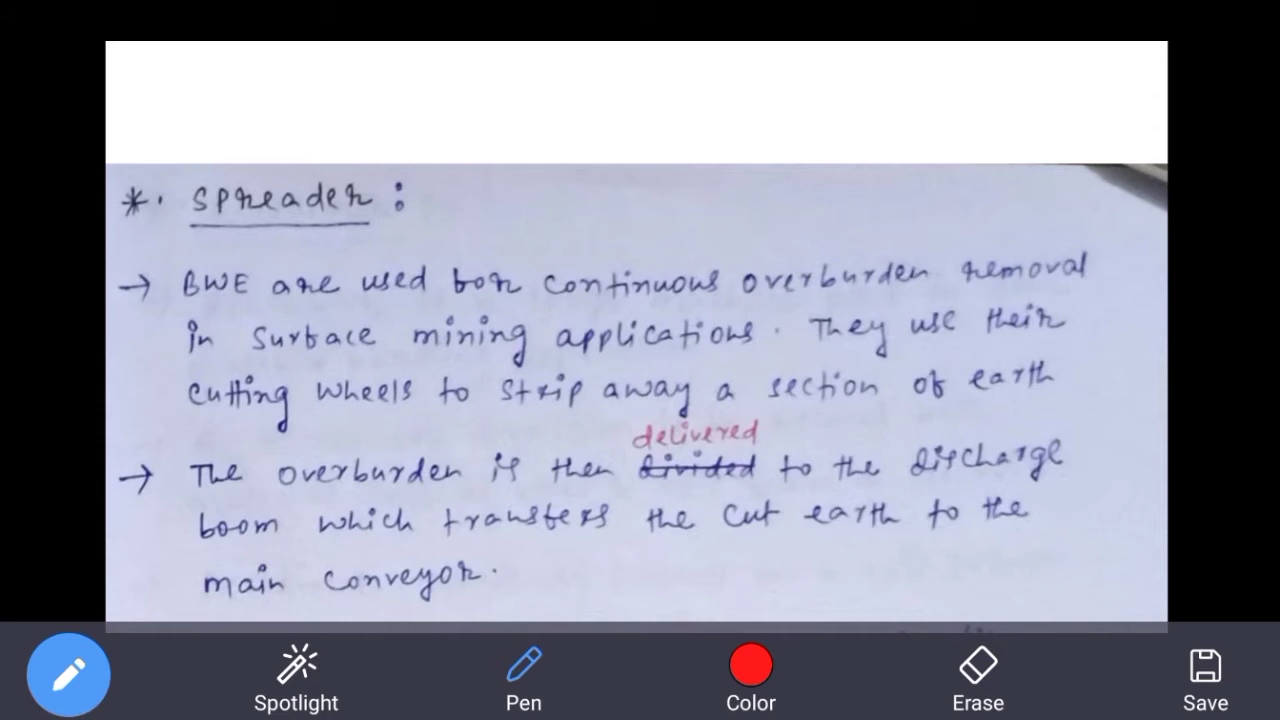 *. Spreader :
→ BWE are used for continuous overburden removal
in surface mining applications. They use their
cutting wheels to strip away a section of earth
delivered
→ The overburden is then divided to the discharge
boom which transfers the cut earth to the
main conveyor.
Spotlight
Pen
Color
Erase
Save